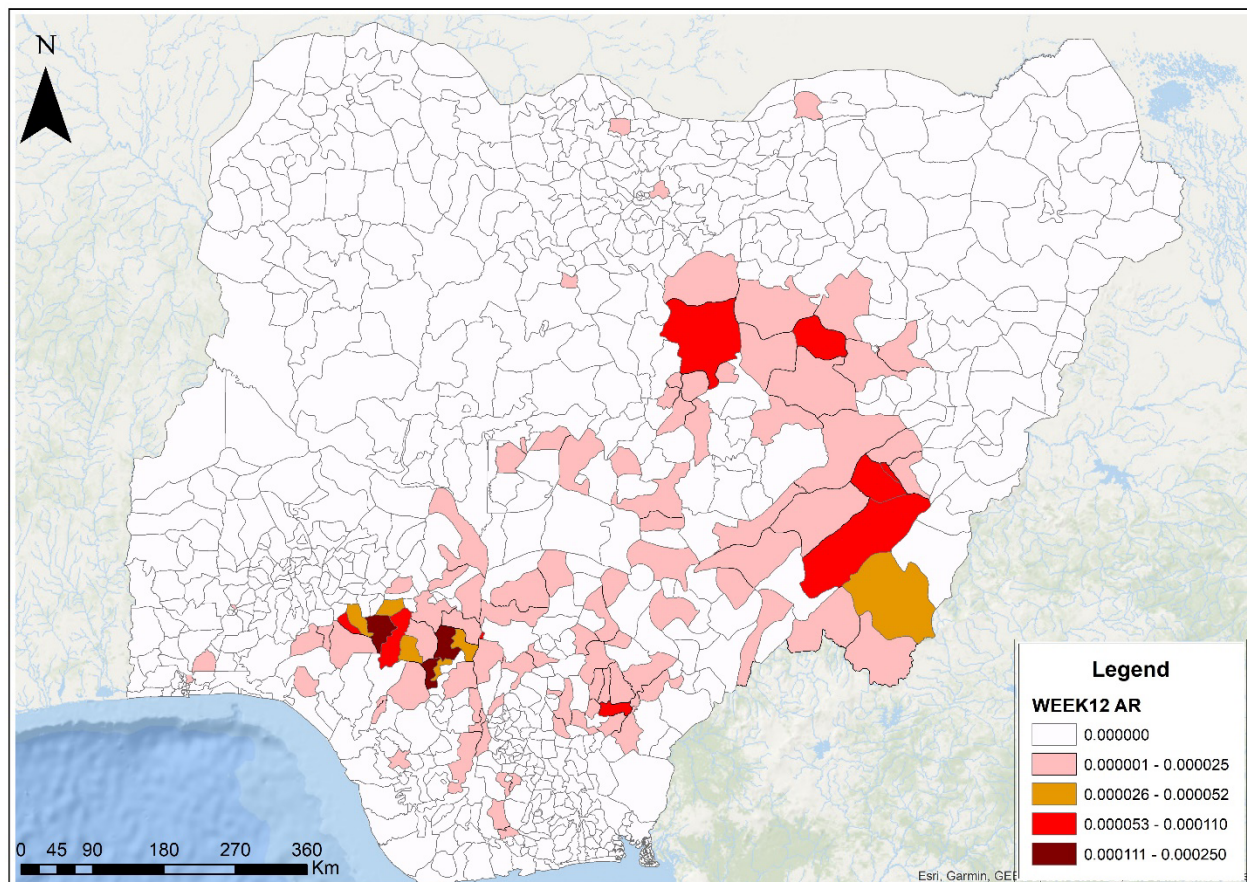 N
Legend
WEEK12 AR
0.000000
0.000001 - 0.000025
0.000026 - 0.000052
0.000053 - 0.000110
0.000111 - 0.000250
0 45 90 180 270 360
Km
Esri, Garmin,